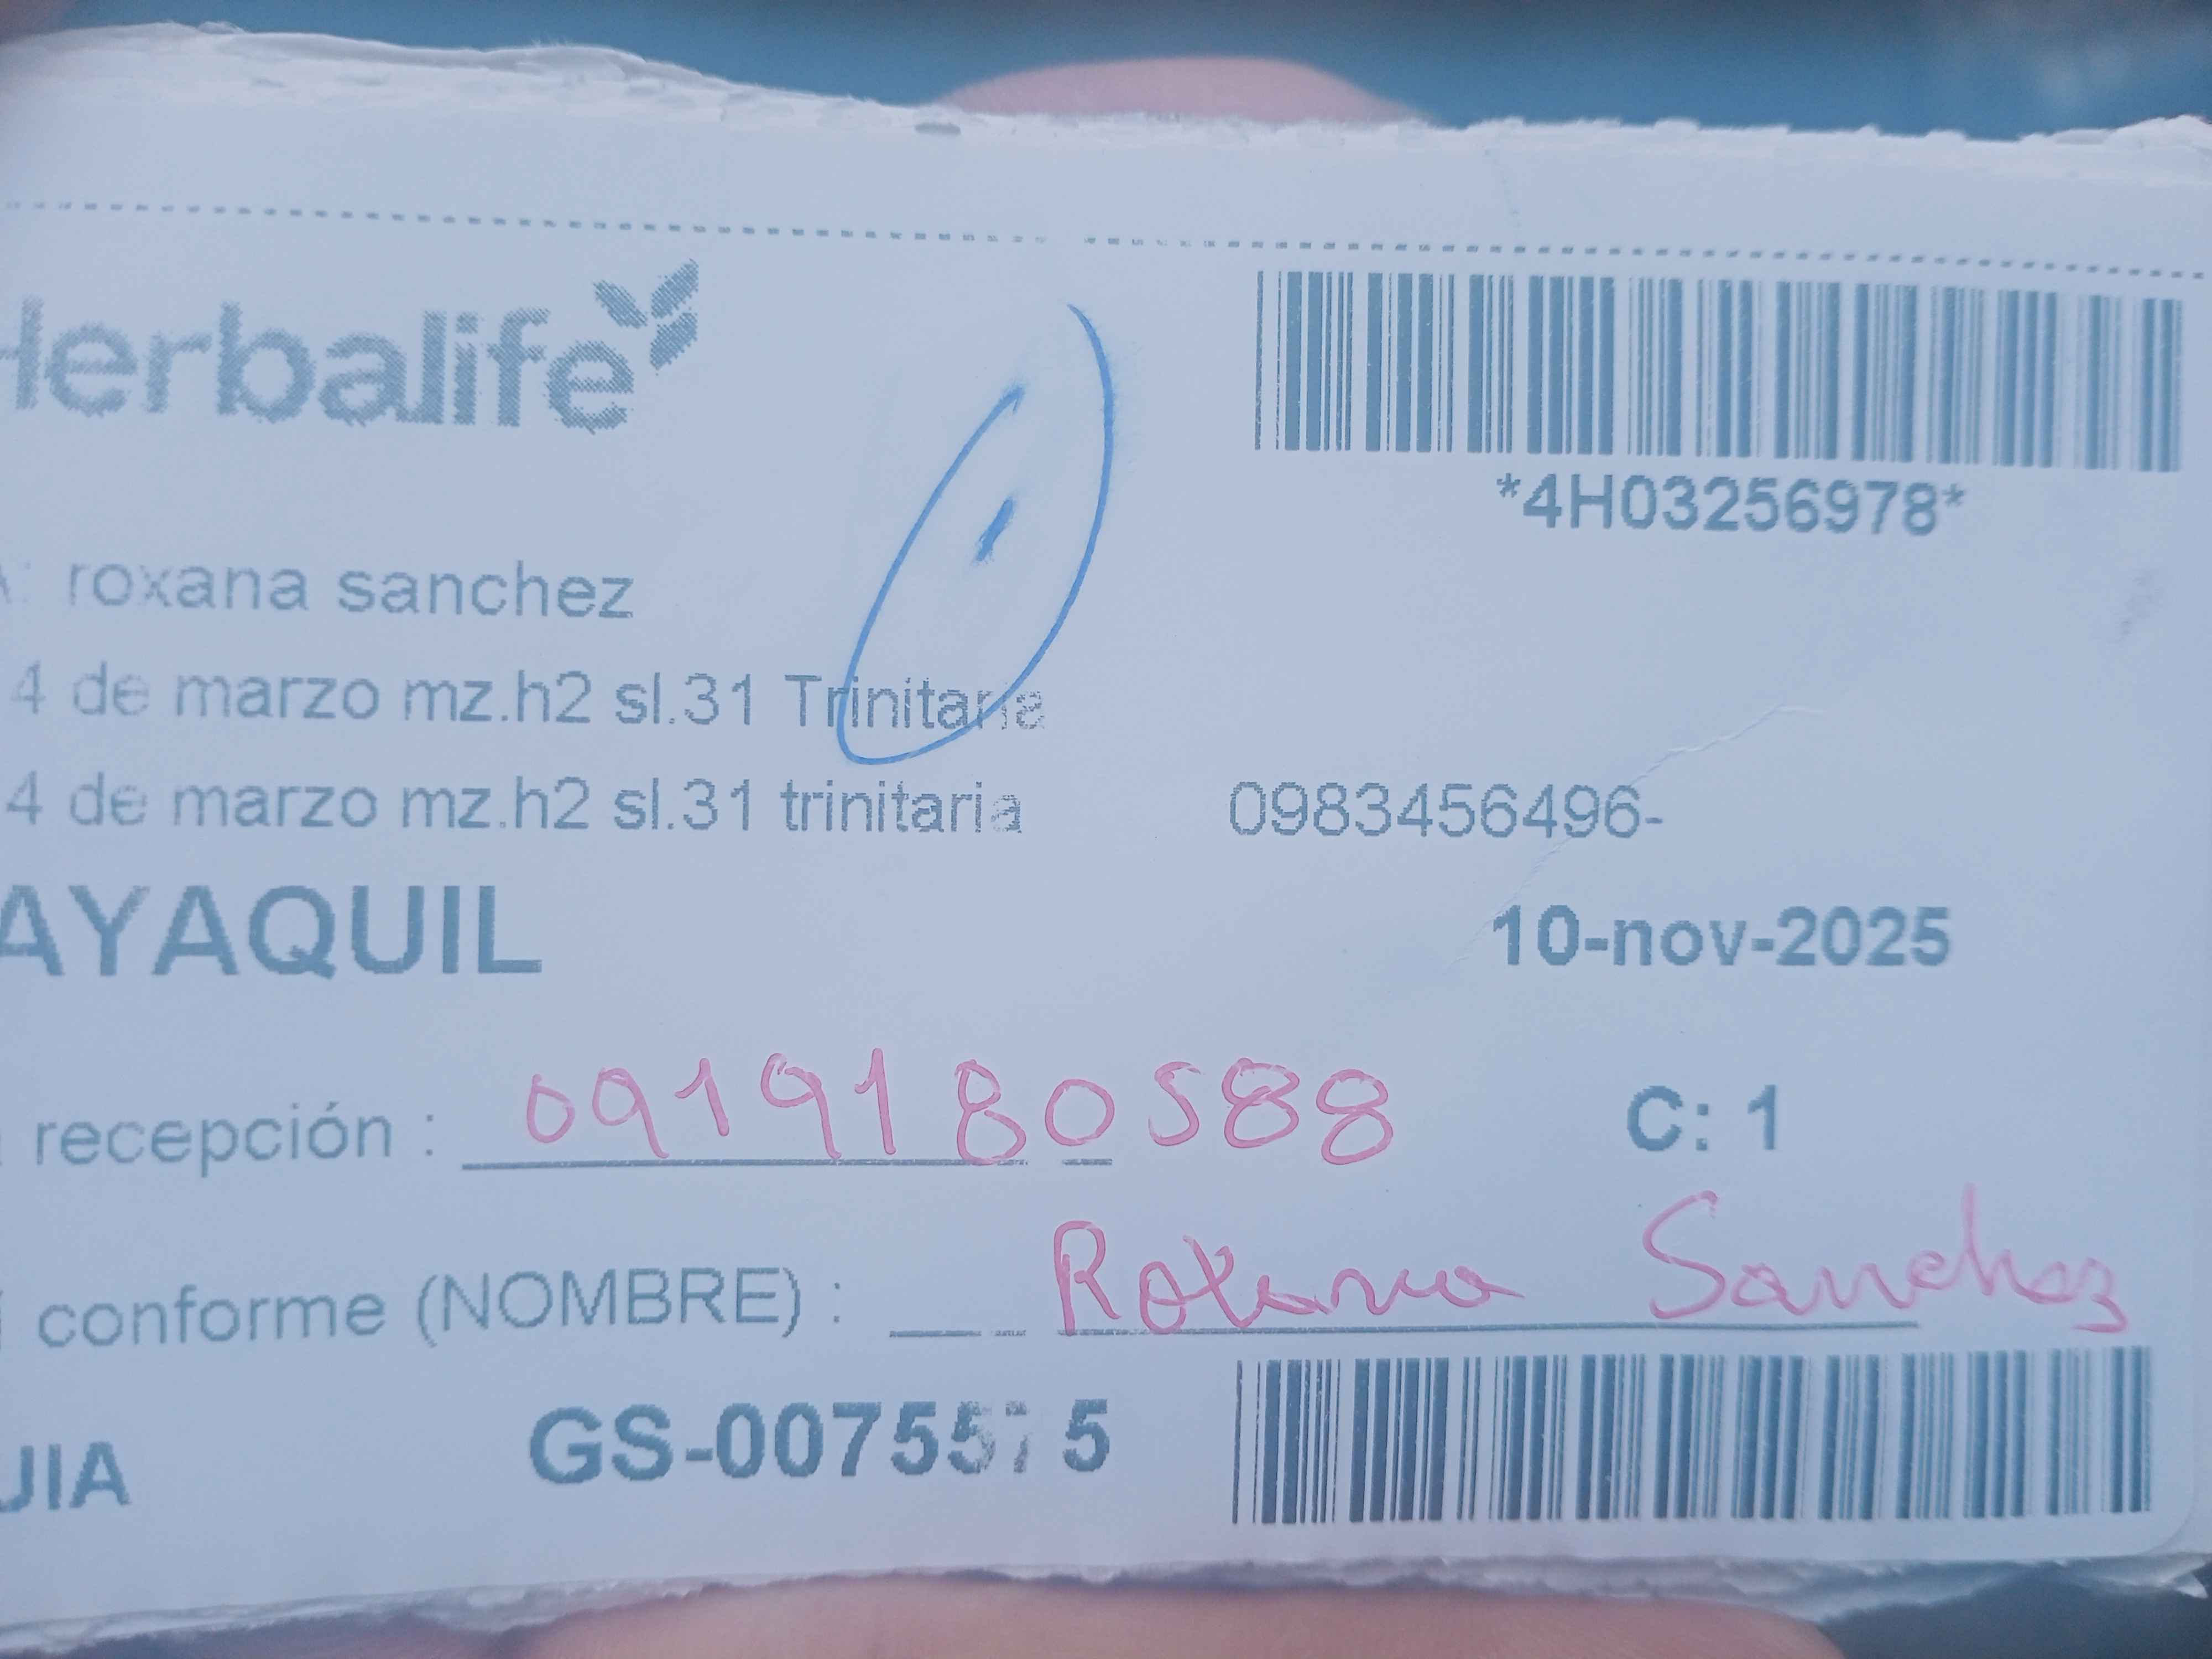 Herbalife
*4H03256978*
A: roxana sanchez
4 de marzo mz.h2 sl.31 Trinitaria
4 de marzo mz.h2 sl.31 trinitaria 0983456496-
AYAQUIL 10-nov-2025
recepción : 0919180588 C: 1
conforme (NOMBRE) : Roxana Sanchez
UIA GS-0075575